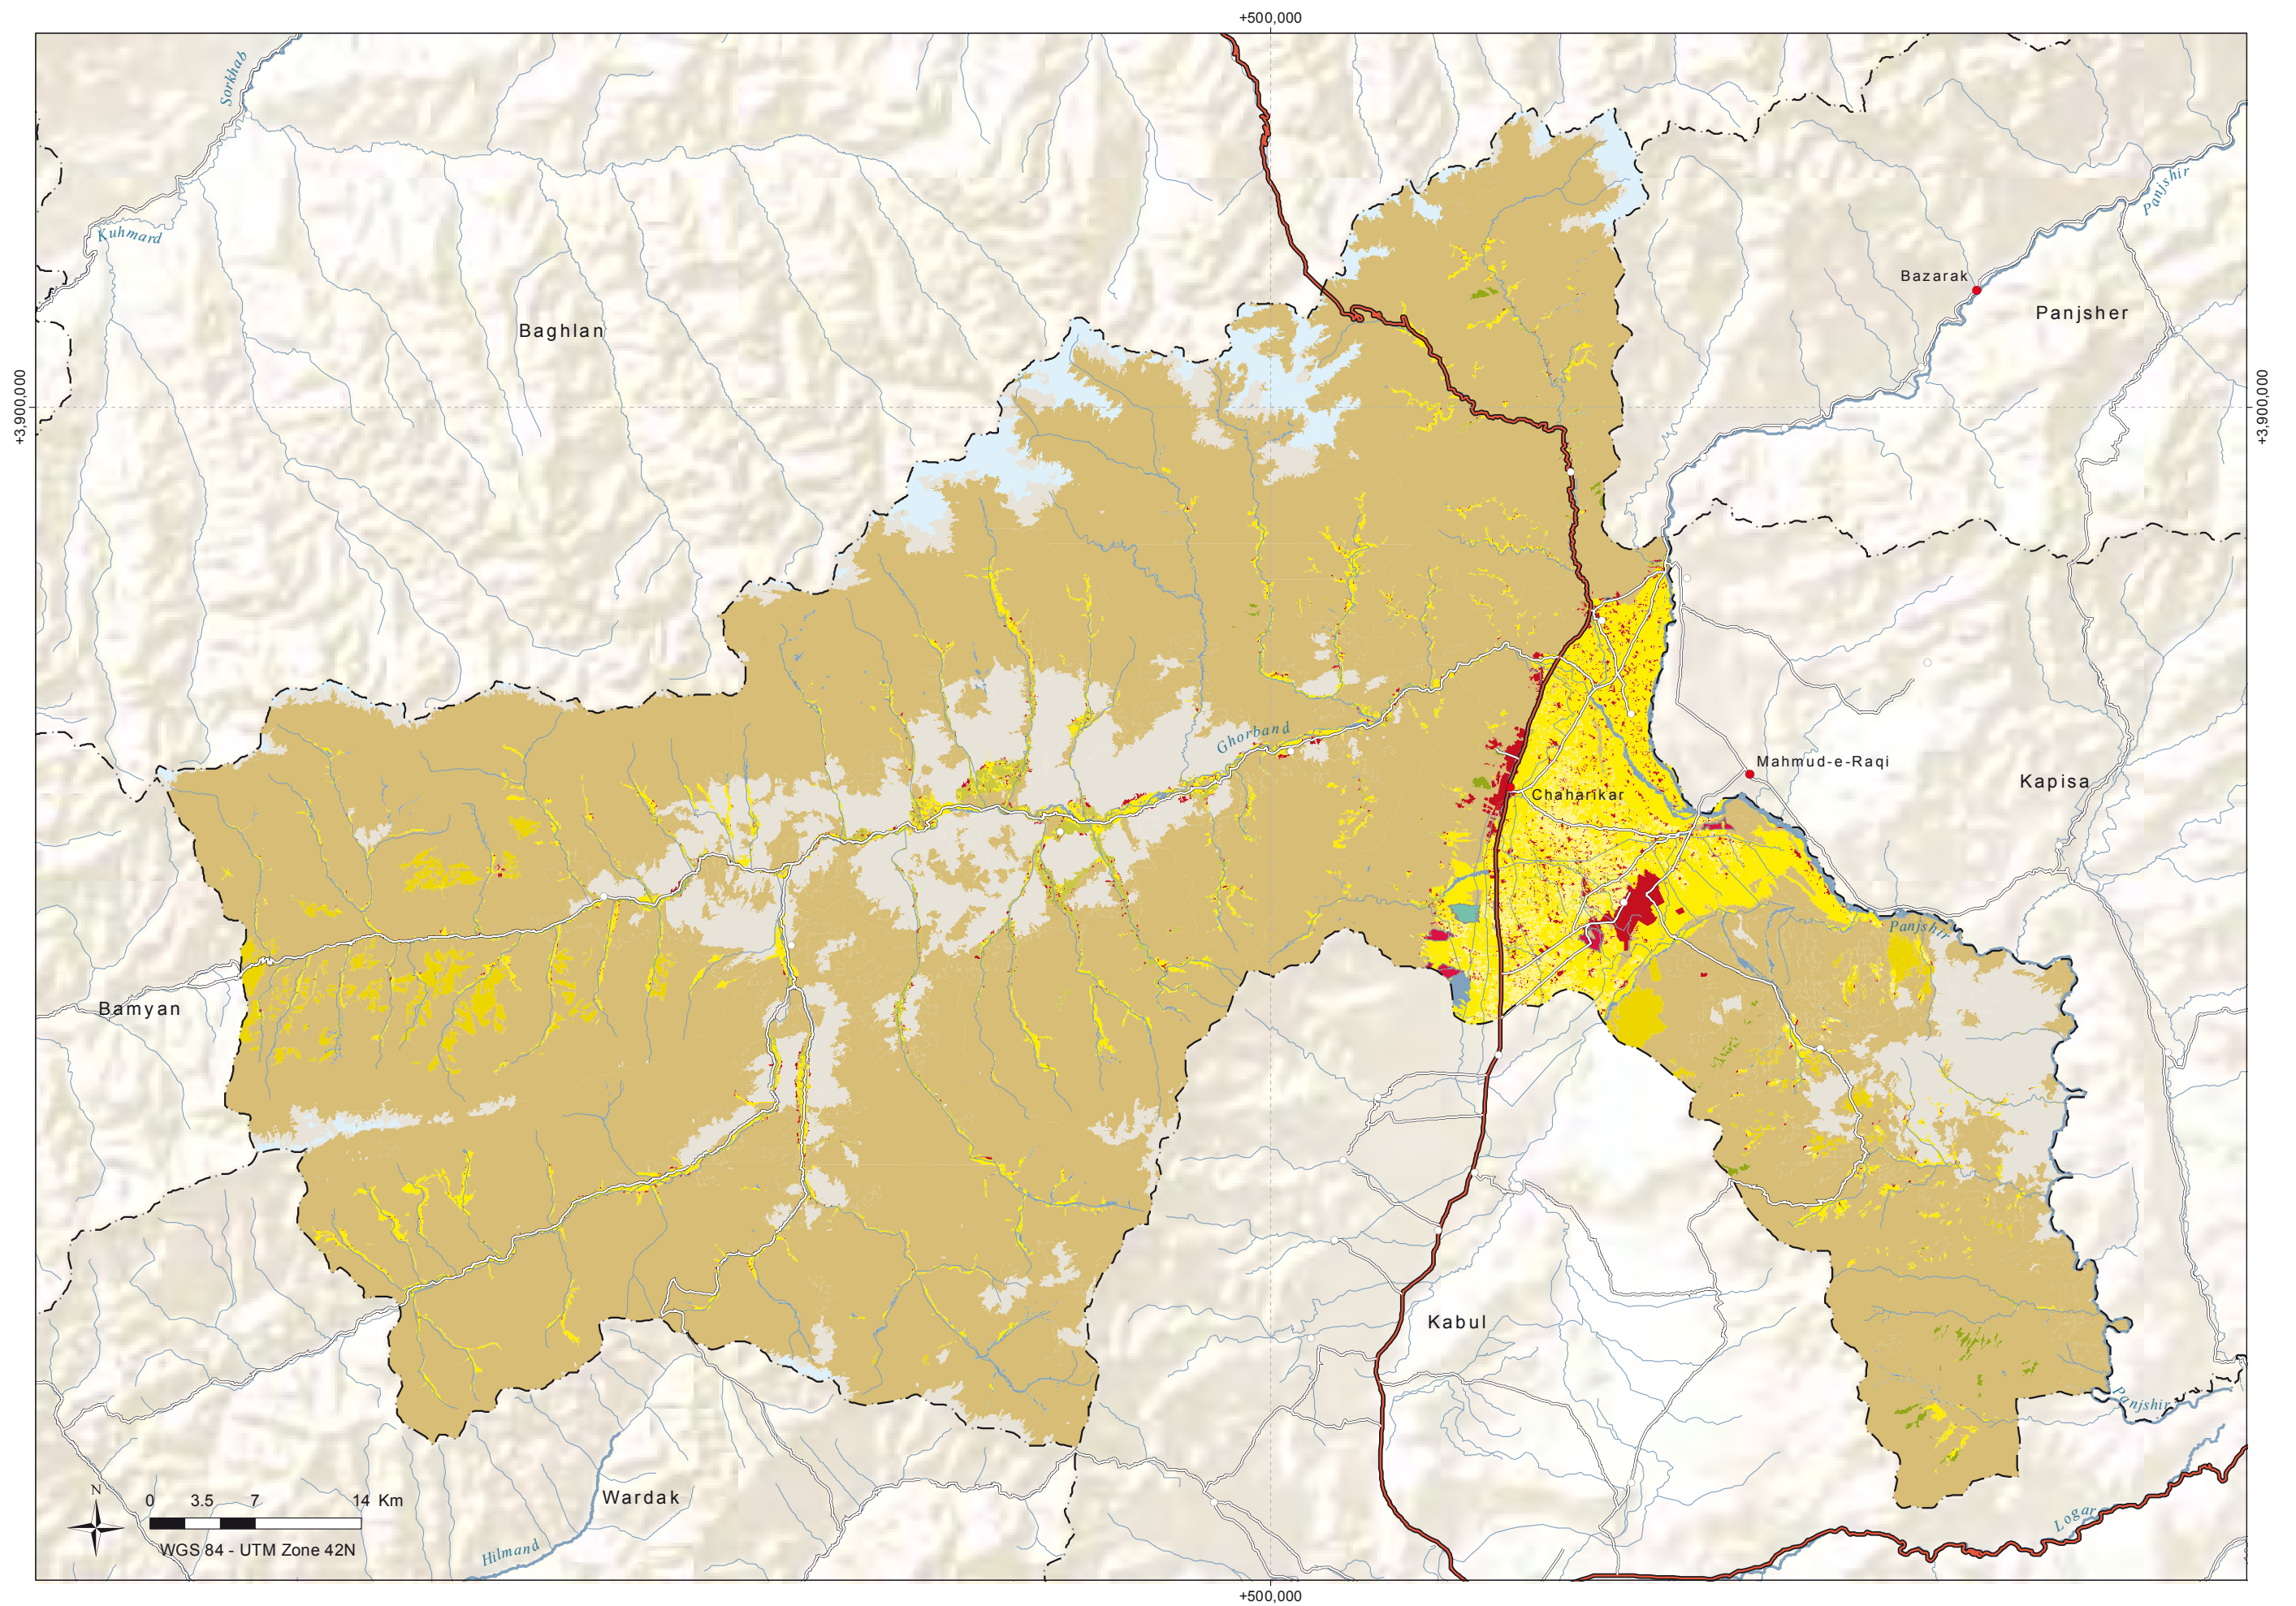 +500,000
Sorkhab
Panjshir
Kuhmard
Bazarak
Panjsher
Baghlan
+3,900,000
+3,900,000
Ghorband
Mahmud-e-Raqi
Kapisa
Chaharikar
Panjshir
Bamyan
Kabul
Panjshir
N
0 3.5 7 14 Km
Wardak
Logar
WGS 84 - UTM Zone 42N
Hilmand
+500,000